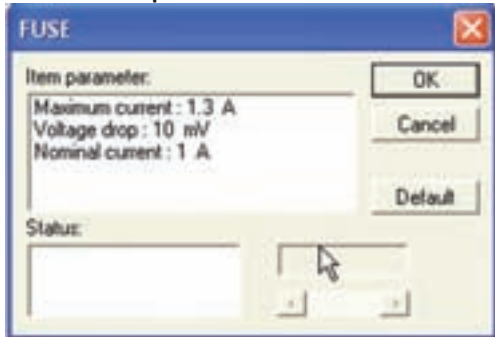 FUSE
Item parameter:
OK
Maximum current : 1.3 A
Voltage drop : 10 mV
Cancel
Nominal current : 1 A
Default
Status: